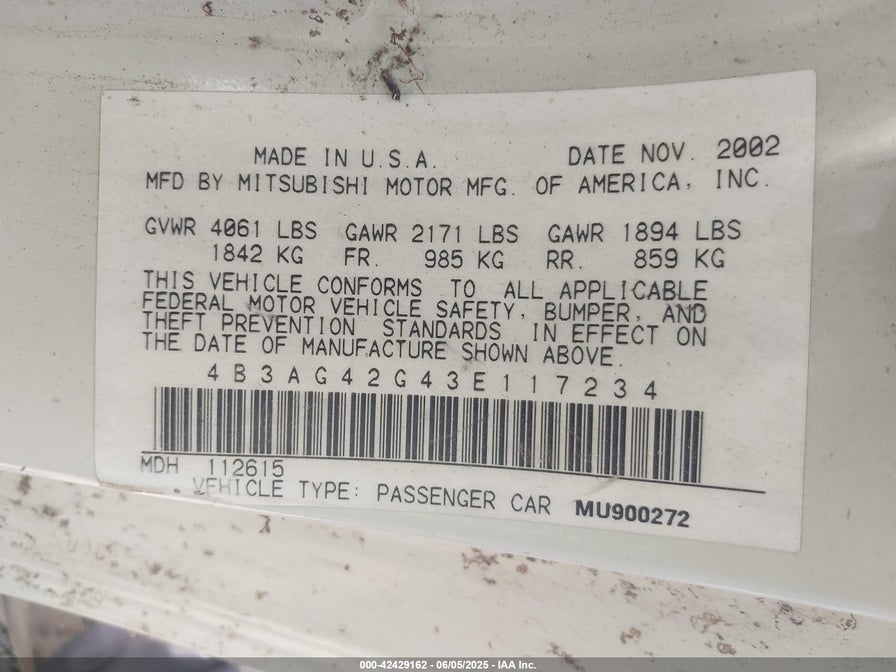 MADE IN U.S.A. DATE NOV. 2002
MFD BY MITSUBISHI MOTOR MFG. OF AMERICA, INC.
GVWR 4061 LBS GAWR 2171 LBS GAWR 1894 LBS
1842 KG FR. 985 KG RR. 859 KG
THIS VEHICLE CONFORMS TO ALL APPLICABLE
FEDERAL MOTOR VEHICLE SAFETY, BUMPER, AND
THEFT PREVENTION STANDARDS IN EFFECT ON
THE DATE OF MANUFACTURE SHOWN ABOVE.
4B3AG42G43E117234
MDH 112615
VEHICLE TYPE: PASSENGER CAR MU900272
000-42429162 - 06/05/2025 - IAA Inc.